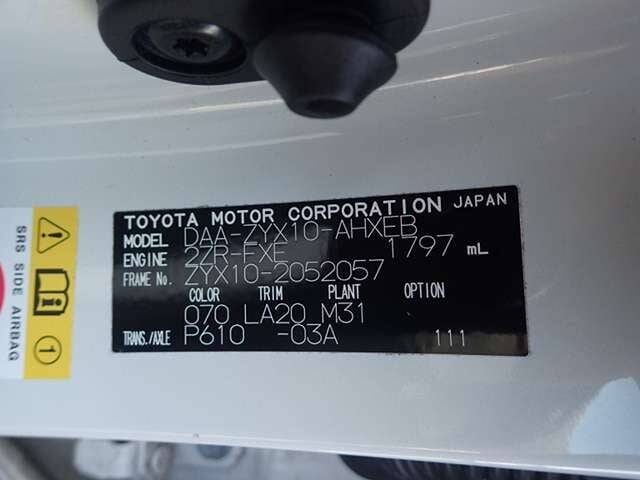 TOYOTA MOTOR CORPORATION JAPAN
MODEL DAA-ZYX10-AHXEB
ENGINE 2ZR-FXE 1797 mL
FRAME No. ZYX10-2052057
COLOR TRIM PLANT OPTION
070 LA20 M31
TRANS./AXLE P610 -03A 111
SRS SIDE AIRBAG
1